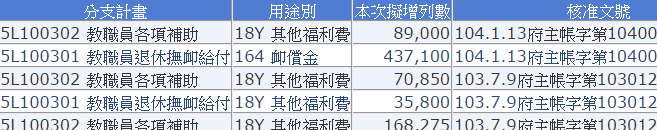 分支計畫 用途別 本次擬增列數 核准文號
5L100302 教職員各項補助 18Y 其他福利費 89,000 104.1.13府主帳字第10400
5L100301 教職員退休撫卹給付 164 卹償金 437,100 104.1.13府主帳字第10400
5L100302 教職員各項補助 18Y 其他福利費 70,850 103.7.9府主帳字第103012
5L100301 教職員退休撫卹給付 18Y 其他福利費 35,800 103.7.9府主帳字第103012
5L100302 教職員各項補助 18Y 其他福利費 168,275 103.7.9府主帳字第103012